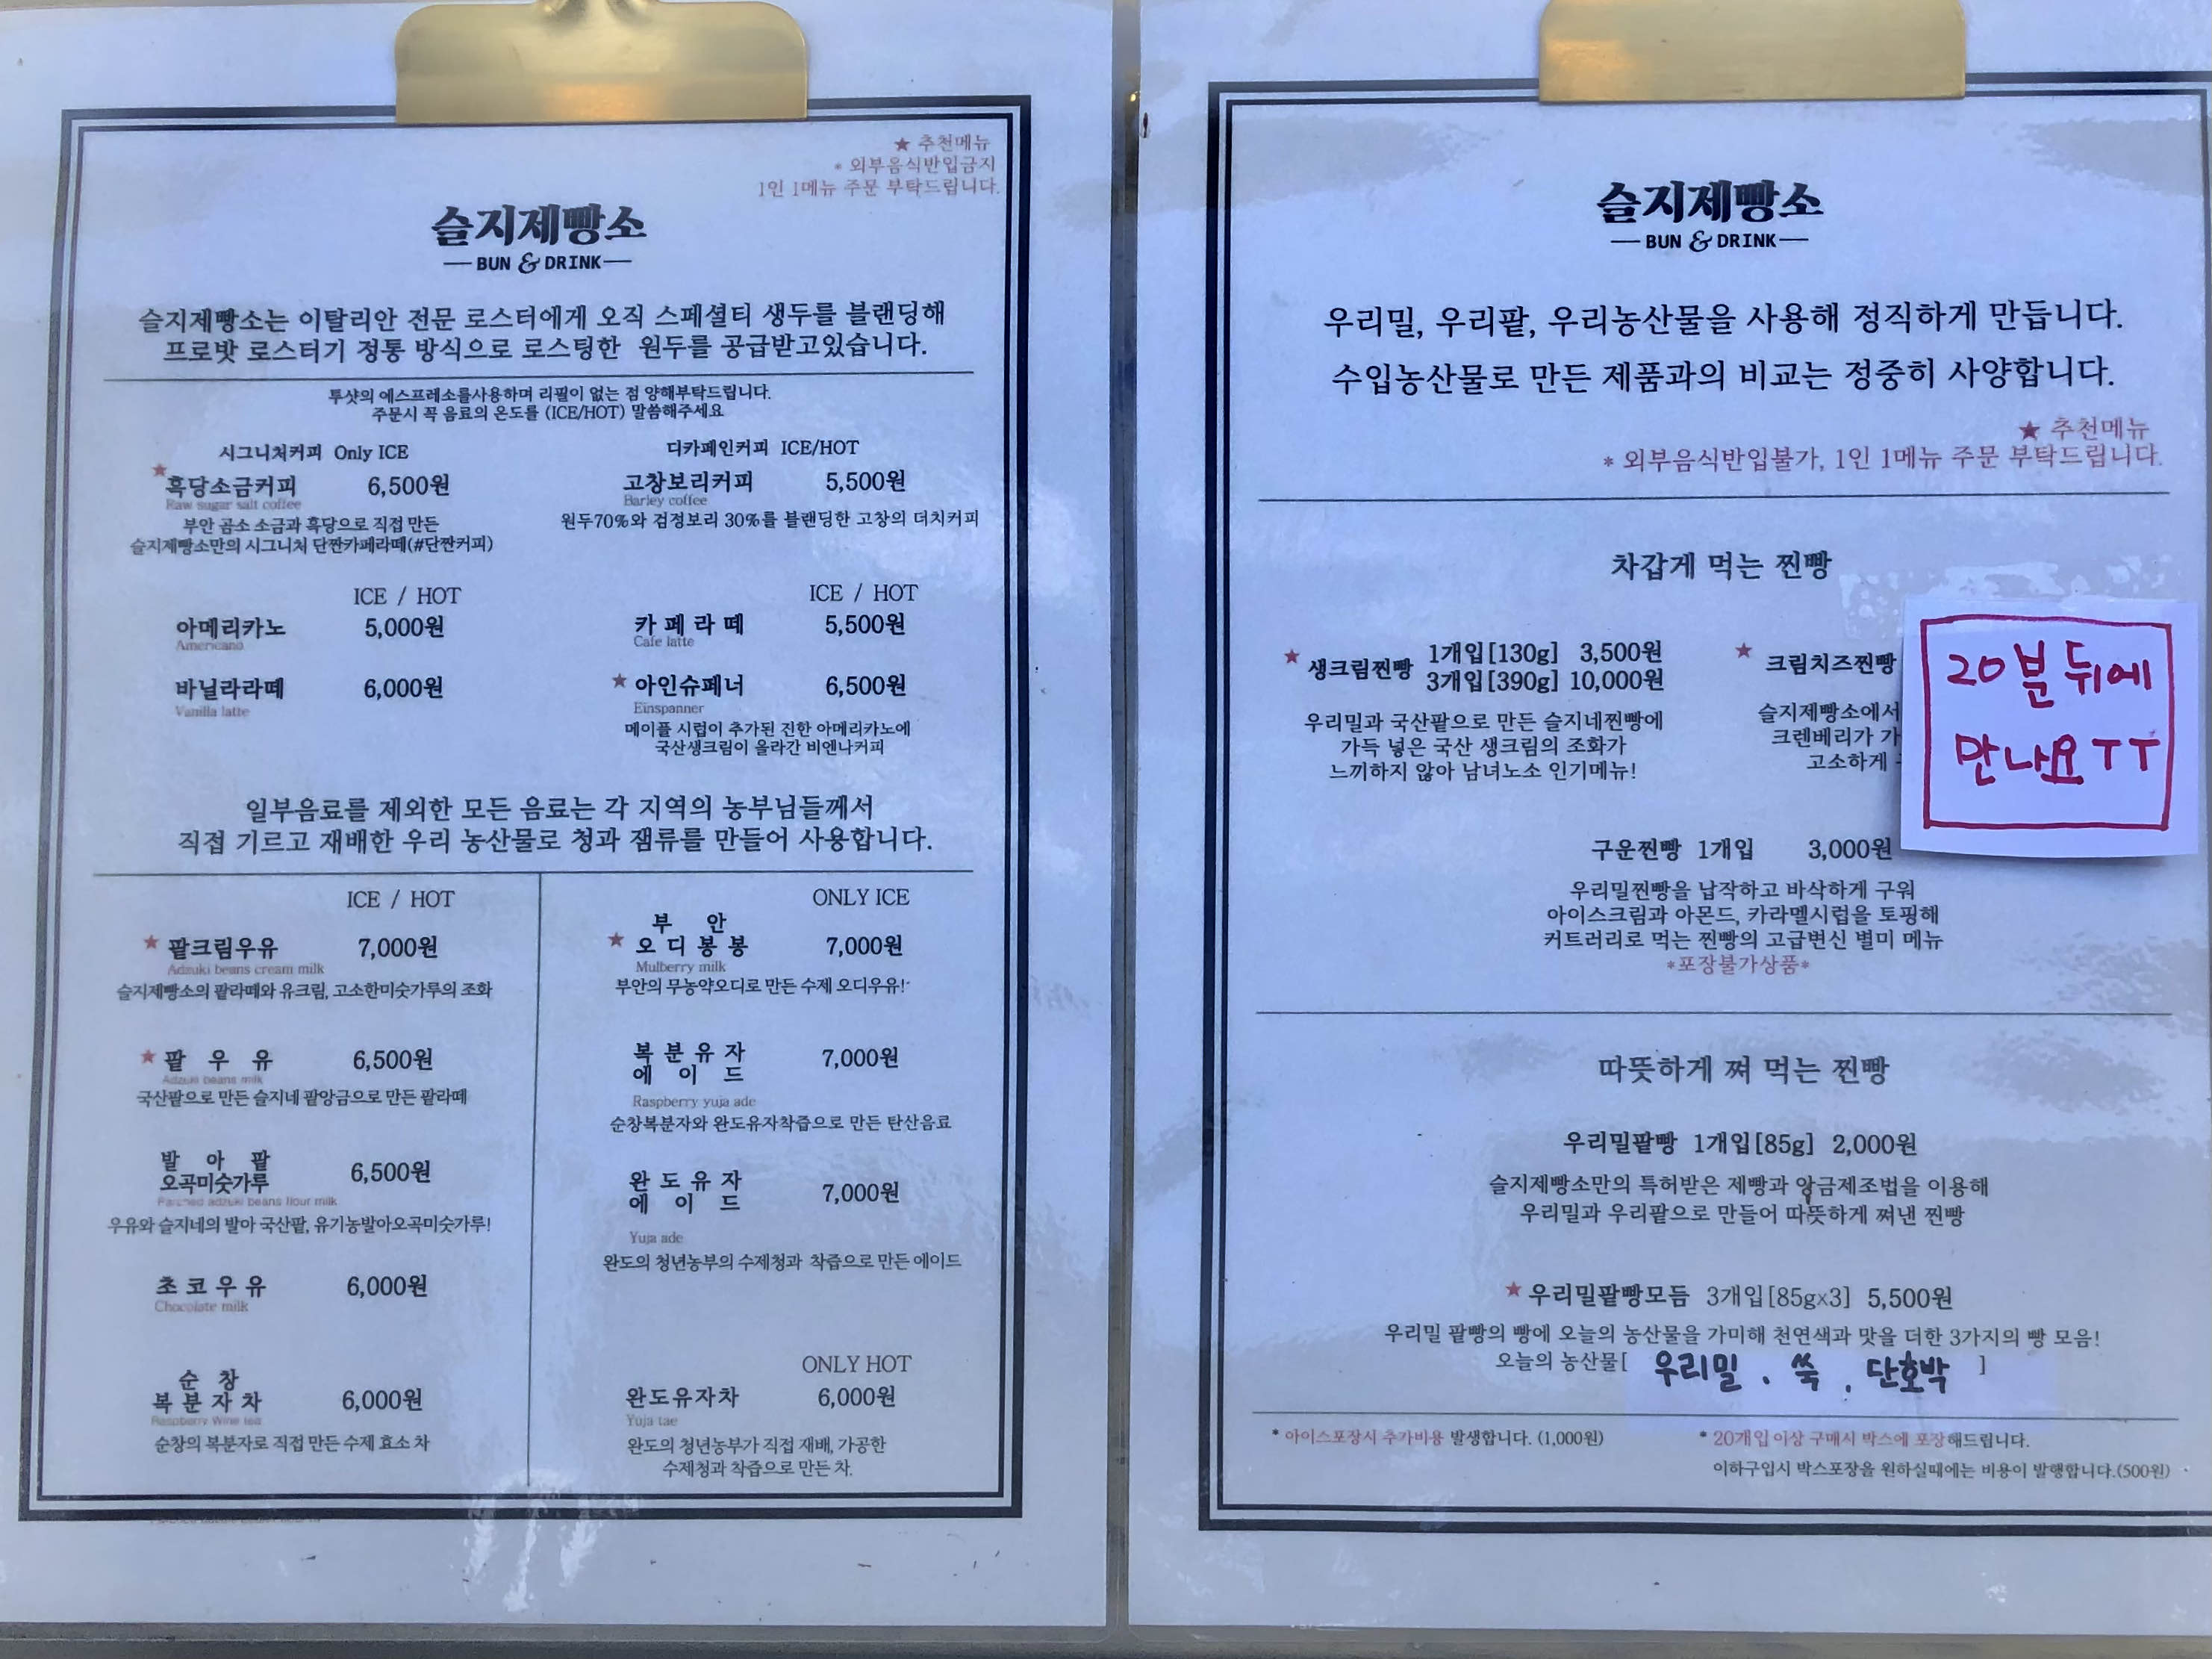 ★ 추천메뉴
* 외부음식반입금지
1인 1메뉴 주문 부탁드립니다.
슬지제빵소
BUN & DRINK
슬지제빵소는 이탈리안 전문 로스터에게 오직 스페셜티 생두를 블랜딩해
프로밧 로스터기 정통 방식으로 로스팅한 원두를 공급받고있습니다.
투샷의 에스프레소를사용하며 리필이 없는 점 양해부탁드립니다.
주문시 꼭 음료의 온도를 (ICE/HOT) 말씀해주세요
시그니쳐커피 Only ICE
★ 흑당소금커피 6,500원
Raw sugar salt coffee
부안 곰소 소금과 흑당으로 직접 만든
슬지제빵소만의 시그니처 단짠카페라떼(#단짠커피)
디카페인커피 ICE/HOT
고창보리커피 5,500원
Barley coffee
원두70%와 검정보리 30%를 블랜딩한 고창의 더치커피
ICE / HOT
아메리카노 5,000원
Americano
바닐라라떼 6,000원
Vanilla latte
ICE / HOT
카페라떼 5,500원
Cafe latte
★ 아인슈페너 6,500원
Einspanner
메이플 시럽이 추가된 진한 아메리카노에
국산생크림이 올라간 비엔나커피
일부음료를 제외한 모든 음료는 각 지역의 농부님들께서
직접 기르고 재배한 우리 농산물로 청과 잼류를 만들어 사용합니다.
ICE / HOT
★ 팥크림우유 7,000원
Adzuki beans cream milk
슬지제빵소의 팥라떼와 유크림, 고소한미숫가루의 조화
★ 팥우유 6,500원
Adzuki beans milk
국산팥으로 만든 슬지네 팥앙금으로 만든 팥라떼
발아팥
오곡미숫가루 6,500원
Parched adzuki beans flour milk
우유와 슬지네의 발아 국산팥, 유기농발아오곡미숫가루!
초코우유 6,000원
Chocolate milk
순창
복분자차 6,000원
Raspberry Wine tea
순창의 복분자로 직접 만든 수제 효소 차
ONLY ICE
부안
★ 오디봉봉 7,000원
Mulberry milk
부안의 무농약오디로 만든 수제 오디우유!
복분유자
에이드 7,000원
Raspberry yuja ade
순창복분자와 완도유자착즙으로 만든 탄산음료
완도유자
에이드 7,000원
Yuja ade
완도의 청년농부의 수제청과 착즙으로 만든 에이드
ONLY HOT
완도유자차 6,000원
Yuja tae
완도의 청년농부가 직접 재배, 가공한
수제청과 착즙으로 만든 차.
슬지제빵소
BUN & DRINK
우리밀, 우리팥, 우리농산물을 사용해 정직하게 만듭니다.
수입농산물로 만든 제품과의 비교는 정중히 사양합니다.
★ 추천메뉴
* 외부음식반입불가, 1인 1메뉴 주문 부탁드립니다.
차갑게 먹는 찐빵
★ 생크림찐빵 1개입[130g] 3,500원
3개입[390g] 10,000원
우리밀과 국산팥으로 만든 슬지네찐빵에
가득 넣은 국산 생크림의 조화가
느끼하지 않아 남녀노소 인기메뉴!
★ 크림치즈찐빵
슬지제빵소에서
크렌베리가 가
고소하게
20분 뒤에
만나요 ㅜㅜ
구운찐빵 1개입 3,000원
우리밀찐빵을 납작하고 바삭하게 구워
아이스크림과 아몬드, 카라멜시럽을 토핑해
커트러리로 먹는 찐빵의 고급변신 별미 메뉴
*포장불가상품*
따뜻하게 쪄 먹는 찐빵
우리밀팥빵 1개입[85g] 2,000원
슬지제빵소만의 특허받은 제빵과 앙금제조법을 이용해
우리밀과 우리팥으로 만들어 따뜻하게 쪄낸 찐빵
★ 우리밀팥빵모듬 3개입[85gx3] 5,500원
우리밀 팥빵의 빵에 오늘의 농산물을 가미해 천연색과 맛을 더한 3가지의 빵 모음!
오늘의 농산물[ 우리밀 , 쑥 , 단호박 ]
* 아이스포장시 추가비용 발생합니다. (1,000원)
* 20개입 이상 구매시 박스에 포장해드립니다.
이하구입시 박스포장을 원하실때에는 비용이 발행합니다.(500원)